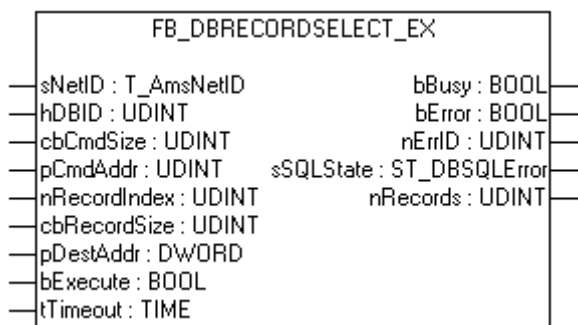 FB_DBRECORDSELECT_EX
sNetID : T_AmsNetID bBusy : BOOL
hDBID : UDINT bError : BOOL
cbCmdSize : UDINT nErrID : UDINT
pCmdAddr : UDINT sSQLState : ST_DBSQLError
nRecordIndex : UDINT nRecords : UDINT
cbRecordSize : UDINT
pDestAddr : DWORD
bExecute : BOOL
tTimeout : TIME